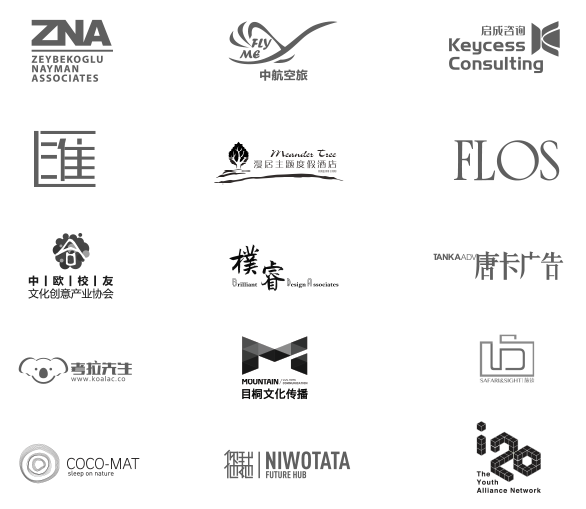 ZNA
ZEYBEKOGLU
NAYMAN
ASSOCIATES
FLY
ME
中航空旅
启成咨询
Keycess
Consulting
匯
Meander Tree
漫居主题度假酒店
FLOS
中欧校友
文化创意产业协会
樸睿
Brilliant Design Associates
TANKA ADV 唐卡广告
考拉先生
www.koalac.co
MOUNTAIN
目桐文化传播
SAFARI&SIGHT
COCO-MAT
sleep on nature
NIWOTATA
FUTURE HUB
i20
The
Youth
Alliance Network